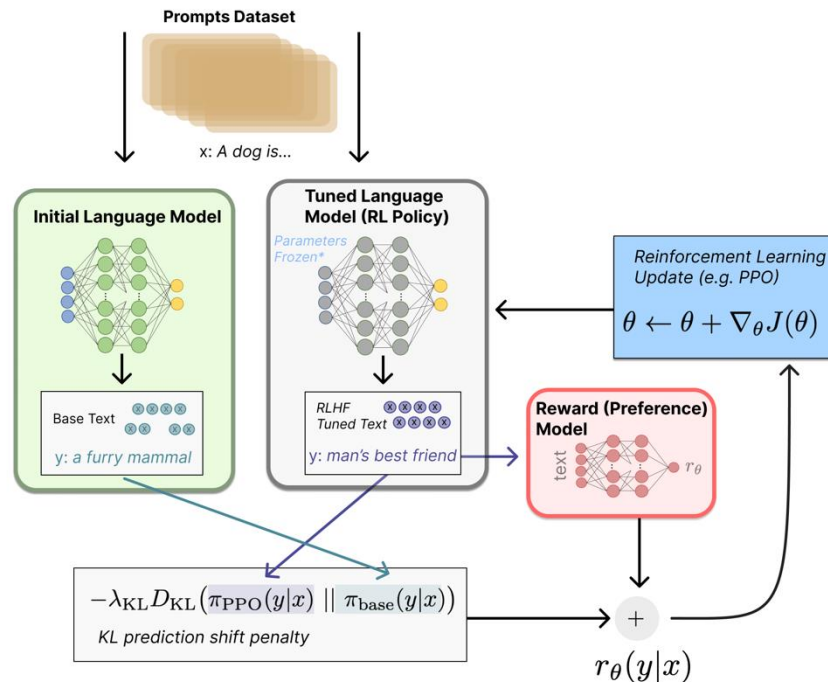 Prompts Dataset
x: A dog is...
Initial Language Model
Tuned Language
Model (RL Policy)
Parameters
Frozen*
Reinforcement Learning
Update (e.g. PPO)
θ ← θ + ∇θJ(θ)
Base Text
x x x x
x x x x
y: a furry mammal
RLHF
Tuned Text
x x x x
x x x x
y: man's best friend
Reward (Preference)
Model
text
rθ
−λKL DKL(πPPO(y|x) || πbase(y|x))
KL prediction shift penalty
+
rθ(y|x)